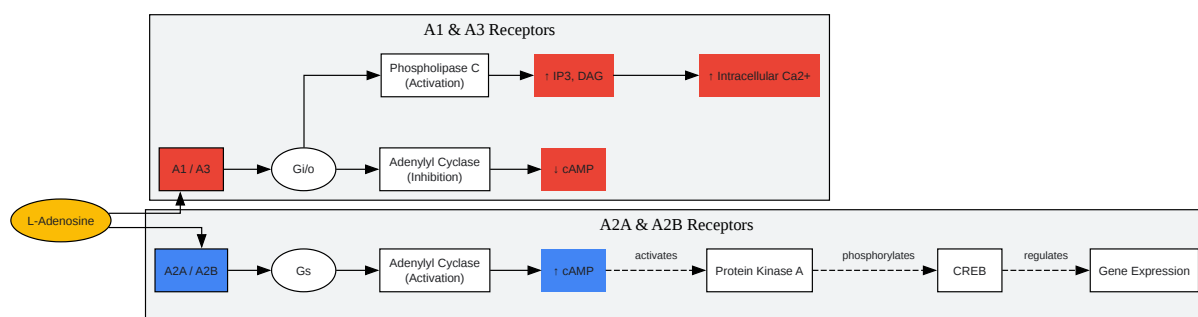 A1 & A3 Receptors
Phospholipase C
(Activation)
↑ IP3, DAG
↑ Intracellular Ca2+
A1 / A3
Gi/o
Adenylyl Cyclase
(Inhibition)
↓ cAMP
L-Adenosine
A2A & A2B Receptors
A2A / A2B
Gs
Adenylyl Cyclase
(Activation)
↑ cAMP
activates
Protein Kinase A
phosphorylates
CREB
regulates
Gene Expression